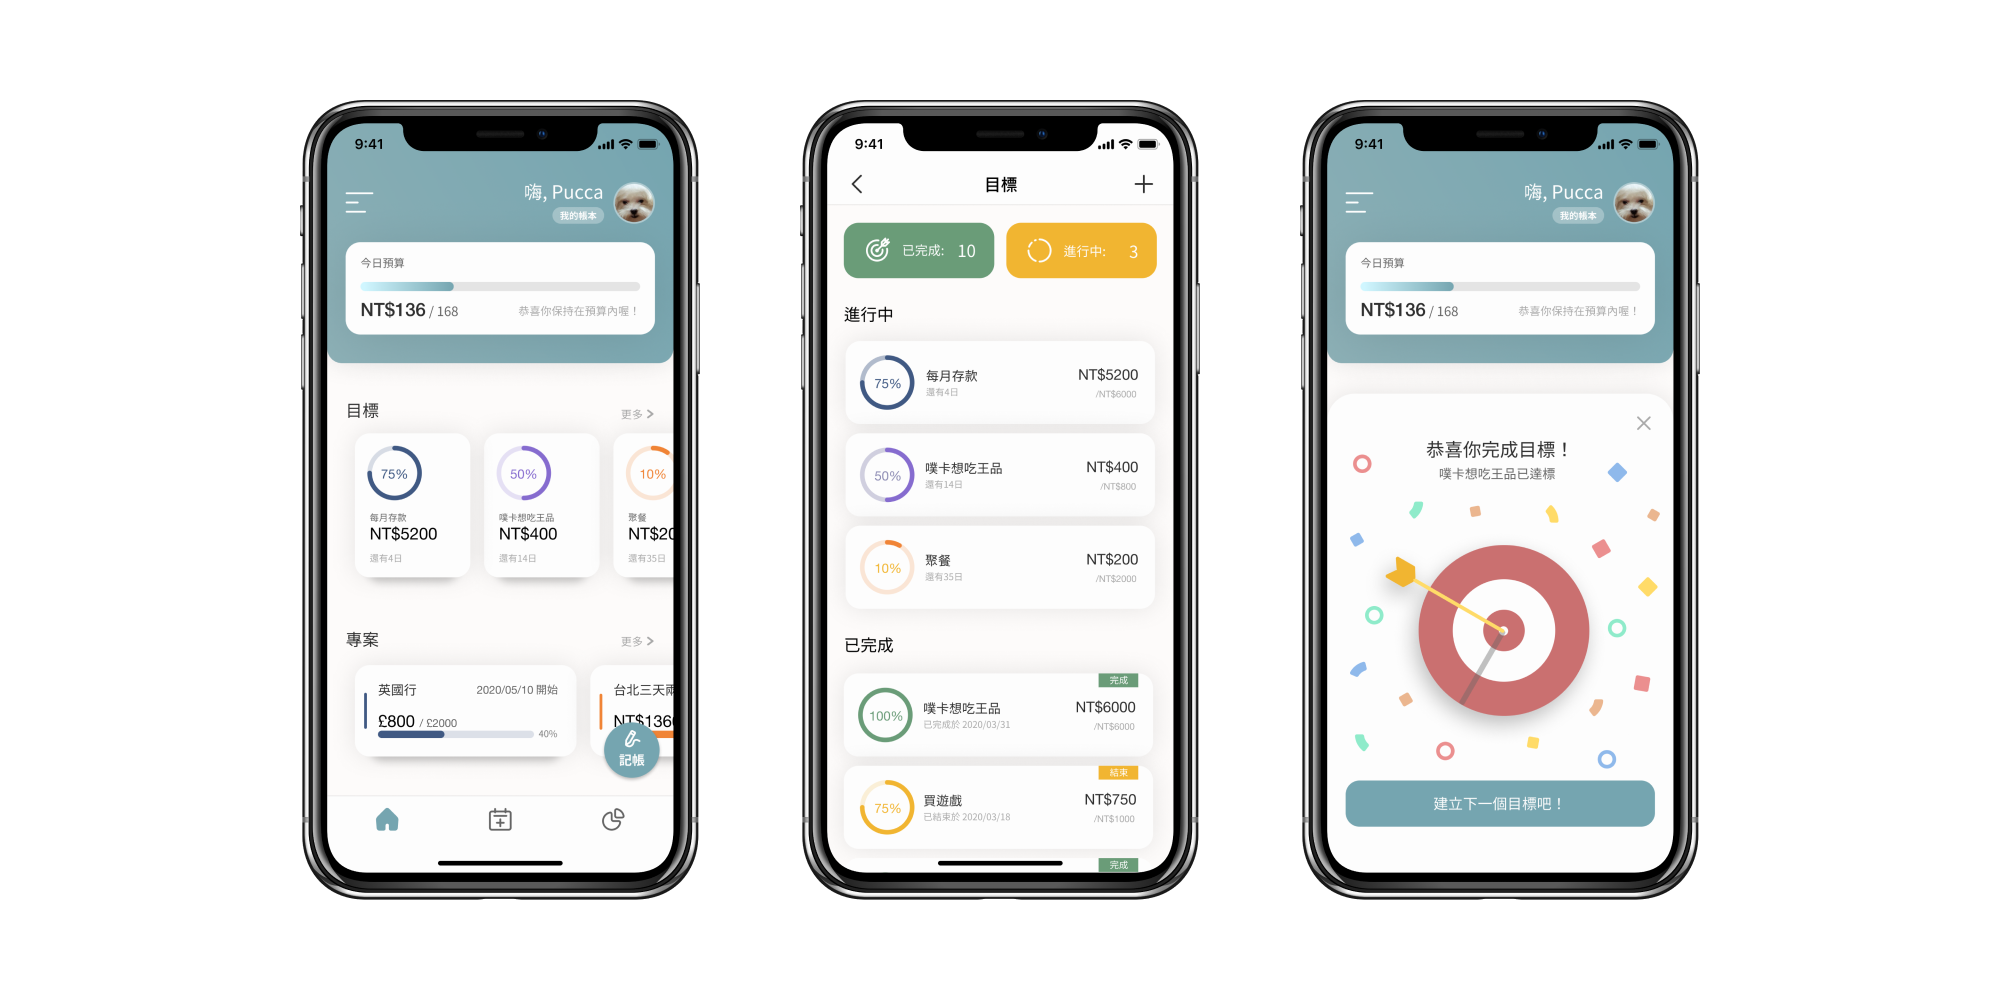 9:41
嗨, Pucca
我的帳本
今日預算
NT$136 / 168
恭喜你保持在預算內喔！
目標
更多
75%
每月存款
NT$5200
還有4日
50%
噗卡想吃王品
NT$400
還有14日
10%
聚餐
NT$20
還有35日
專案
更多
英國行
2020/05/10 開始
£800 / £2000
40%
台北三天兩
NT$136
記帳
9:41
目標
已完成: 10
進行中: 3
進行中
75%
每月存款
還有4日
NT$5200
/NT$6000
50%
噗卡想吃王品
還有14日
NT$400
/NT$800
10%
聚餐
還有35日
NT$200
/NT$2000
已完成
完成
100%
噗卡想吃王品
已完成於 2020/03/31
NT$6000
/NT$6000
結束
75%
買遊戲
已結束於 2020/03/18
NT$750
/NT$1000
完成
9:41
嗨, Pucca
我的帳本
今日預算
NT$136 / 168
恭喜你保持在預算內喔！
恭喜你完成目標！
噗卡想吃王品已達標
建立下一個目標吧！